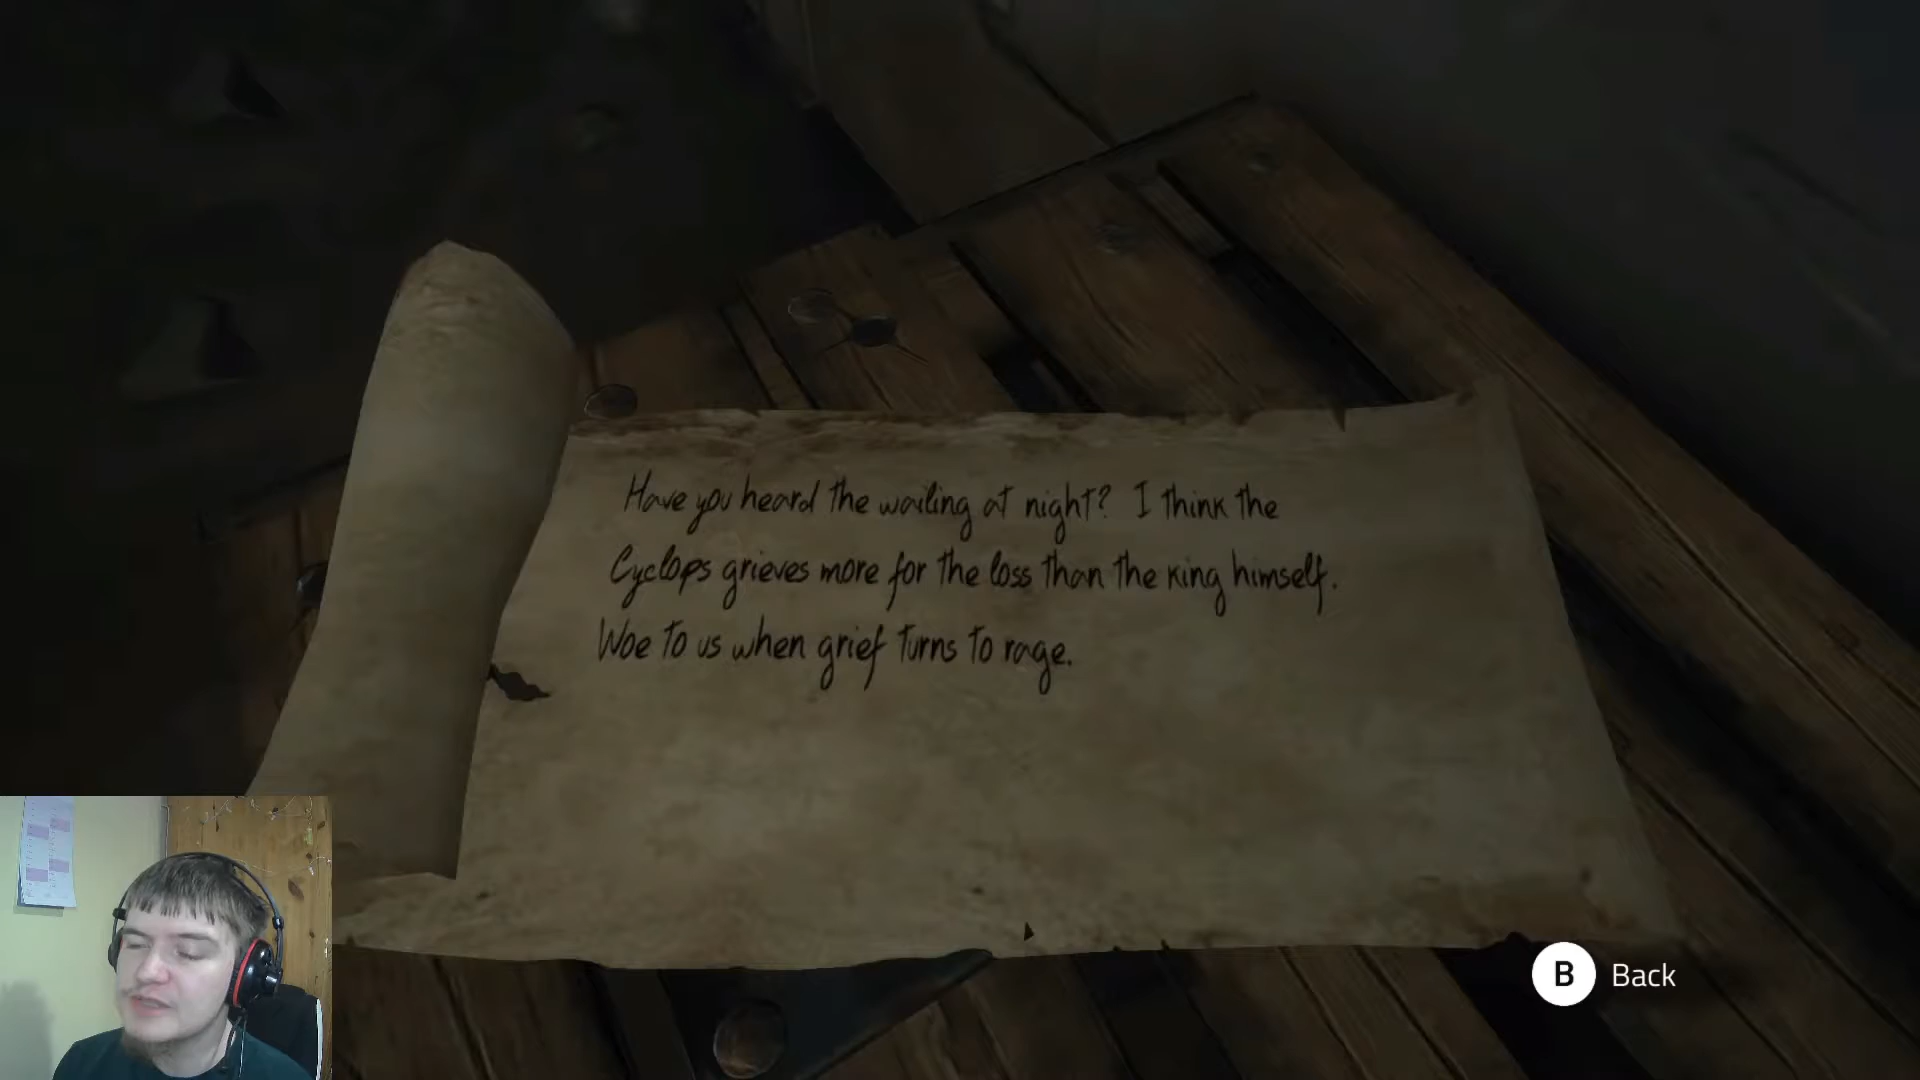 Have you heard the wailing at night? I think the
Cyclops grieves more for the loss than the king himself.
Woe to us when grief turns to rage.
B Back